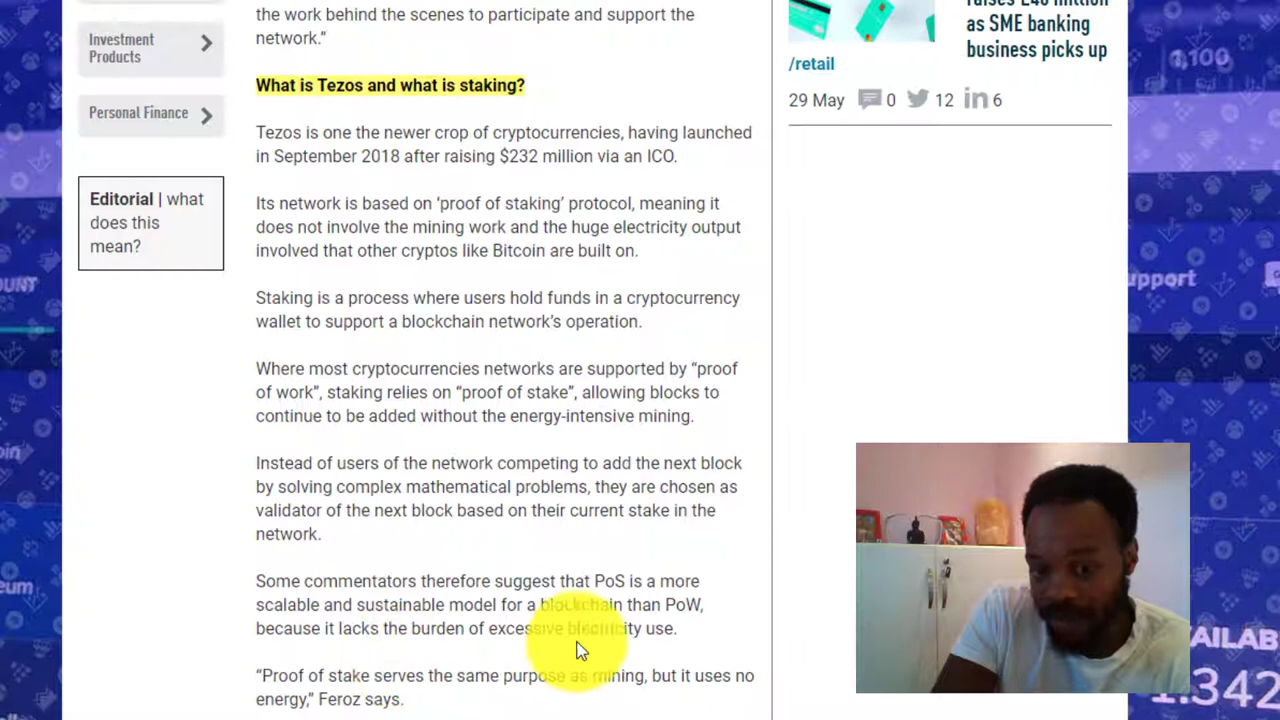 the work behind the scenes to participate and support the
network.”
Investment
Products
Personal Finance
Editorial | what
does this
mean?
What is Tezos and what is staking?
Tezos is one the newer crop of cryptocurrencies, having launched
in September 2018 after raising $232 million via an ICO.
Its network is based on ‘proof of staking’ protocol, meaning it
does not involve the mining work and the huge electricity output
involved that other cryptos like Bitcoin are built on.
Staking is a process where users hold funds in a cryptocurrency
wallet to support a blockchain network’s operation.
Where most cryptocurrencies networks are supported by “proof
of work”, staking relies on “proof of stake”, allowing blocks to
continue to be added without the energy-intensive mining.
Instead of users of the network competing to add the next block
by solving complex mathematical problems, they are chosen as
validator of the next block based on their current stake in the
network.
Some commentators therefore suggest that PoS is a more
scalable and sustainable model for a blockchain than PoW,
because it lacks the burden of excessive electricity use.
“Proof of stake serves the same purpose as mining, but it uses no
energy,” Feroz says.
raises £40 million
as SME banking
business picks up
/retail
29 May 0 12 6
1,100
upport
AILAB
1.342
OUNT
oin
eum